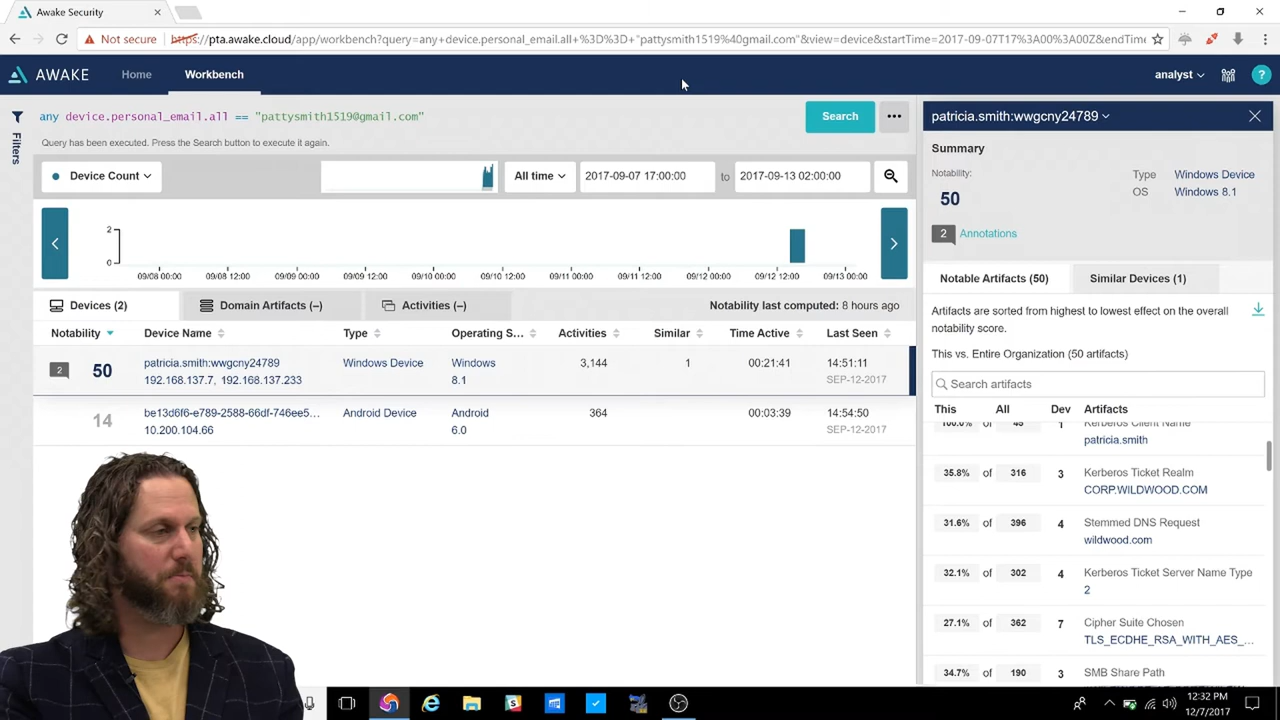 Awake Security
Not secure https://pta.awake.cloud/app/workbench?query=any+device.personal_email.all+%3D%3D+"pattysmith1519%40gmail.com"&view=device&startTime=2017-09-07T17%3A00%3A00Z&endTime
AWAKE Home Workbench analyst ?
Filters
any device.personal_email.all == "pattysmith1519@gmail.com" Search
Query has been executed. Press the Search button to execute it again.
Device Count All time 2017-09-07 17:00:00 to 2017-09-13 02:00:00
2
0
09/08 00:00 09/08 12:00 09/09 00:00 09/09 12:00 09/10 00:00 09/10 12:00 09/11 00:00 09/11 12:00 09/12 00:00 09/12 12:00 09/13 00:00
Devices (2) Domain Artifacts (–) Activities (–) Notability last computed: 8 hours ago
Notability Device Name Type Operating S... Activities Similar Time Active Last Seen
2 50 patricia.smith:wwgcny24789 Windows Device Windows 3,144 1 00:21:41 14:51:11
192.168.137.7, 192.168.137.233 8.1 SEP-12-2017
14 be13d6f6-e789-2588-66df-746ee5... Android Device Android 364 00:03:39 14:54:50
10.200.104.66 6.0 SEP-12-2017
patricia.smith:wwgcny24789
Summary
Notability: Type Windows Device
50 OS Windows 8.1
2 Annotations
Notable Artifacts (50) Similar Devices (1)
Artifacts are sorted from highest to lowest effect on the overall
notability score.
This vs. Entire Organization (50 artifacts)
Search artifacts
This All Dev Artifacts
100.0% of 45 1 Kerberos Client Name
patricia.smith
35.8% of 316 3 Kerberos Ticket Realm
CORP.WILDWOOD.COM
31.6% of 396 4 Stemmed DNS Request
wildwood.com
32.1% of 302 4 Kerberos Ticket Server Name Type
2
27.1% of 362 7 Cipher Suite Chosen
TLS_ECDHE_RSA_WITH_AES_...
34.7% of 190 3 SMB Share Path
12:32 PM
12/7/2017